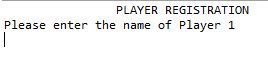 PLAYER REGISTRATION
Please enter the name of Player 1